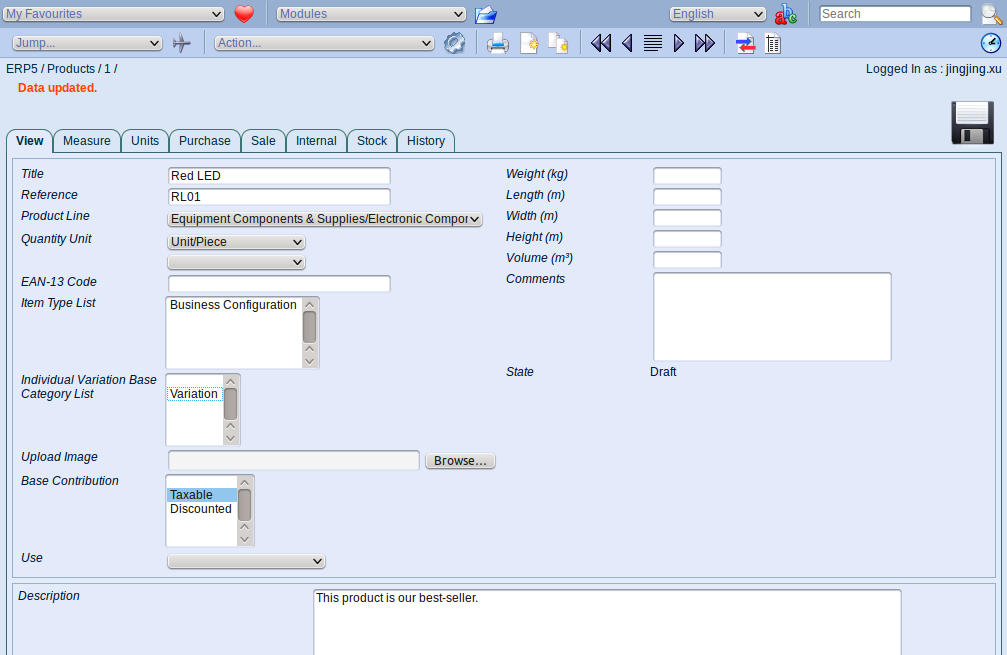 My Favourites Modules English Search
Jump... Action...
ERP5 / Products / 1 / Logged In as : jingjing.xu
Data updated.
View Measure Units Purchase Sale Internal Stock History
Title Red LED Weight (kg)
Reference RL01 Length (m)
Product Line Equipment Components & Supplies/Electronic Compor Width (m)
Quantity Unit Unit/Piece Height (m)
Volume (m³)
EAN-13 Code Comments
Item Type List Business Configuration
Individual Variation Base State Draft
Category List Variation
Upload Image Browse...
Base Contribution
Taxable
Discounted
Use
Description This product is our best-seller.